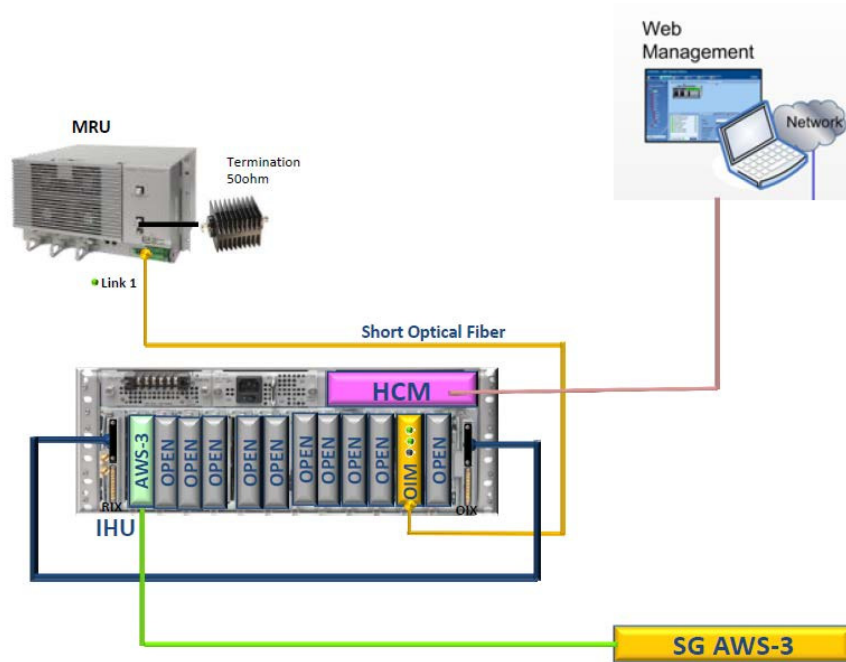 Web
Management
Network
MRU
Termination
50ohm
Link 1
Short Optical Fiber
HCM
AWS-3
OPEN
OPEN
OPEN
OPEN
OPEN
OPEN
OPEN
OPEN
OPEN
OIM
OPEN
RIX
OIX
IHU
SG AWS-3